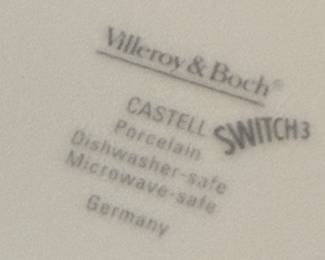 Villeroy & Boch®
CASTELL SWITCH3
Porcelain
Dishwasher-safe
Microwave-safe
Germany